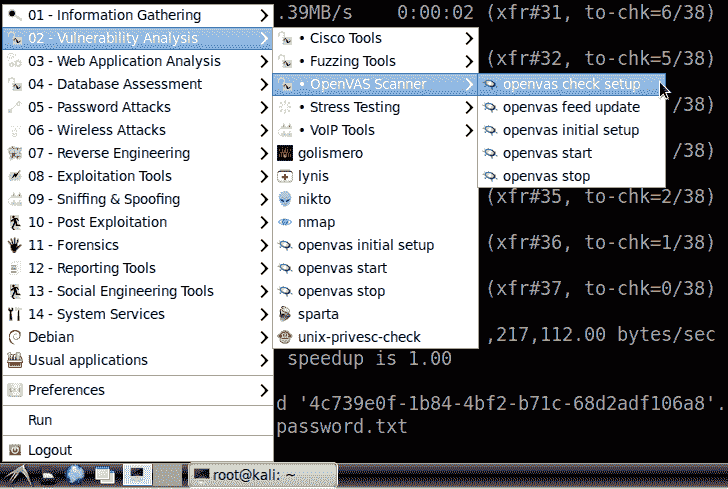 01 - Information Gathering
02 - Vulnerability Analysis
03 - Web Application Analysis
04 - Database Assessment
05 - Password Attacks
06 - Wireless Attacks
07 - Reverse Engineering
08 - Exploitation Tools
09 - Sniffing & Spoofing
10 - Post Exploitation
11 - Forensics
12 - Reporting Tools
13 - Social Engineering Tools
14 - System Services
Debian
Usual applications
Preferences
Run
Logout
• Cisco Tools
• Fuzzing Tools
• OpenVAS Scanner
• Stress Testing
• VoIP Tools
golismero
lynis
nikto
nmap
openvas initial setup
openvas start
openvas stop
sparta
unix-privesc-check
openvas check setup
openvas feed update
openvas initial setup
openvas start
openvas stop
.39MB/s 0:00:02 (xfr#31, to-chk=6/38)
(xfr#32, to-chk=5/38)
/38)
/38)
(xfr#35, to-chk=2/38)
(xfr#36, to-chk=1/38)
(xfr#37, to-chk=0/38)
,217,112.00 bytes/sec
speedup is 1.00
d '4c739e0f-1b84-4bf2-b71c-68d2adf106a8'.
password.txt
root@kali: ~